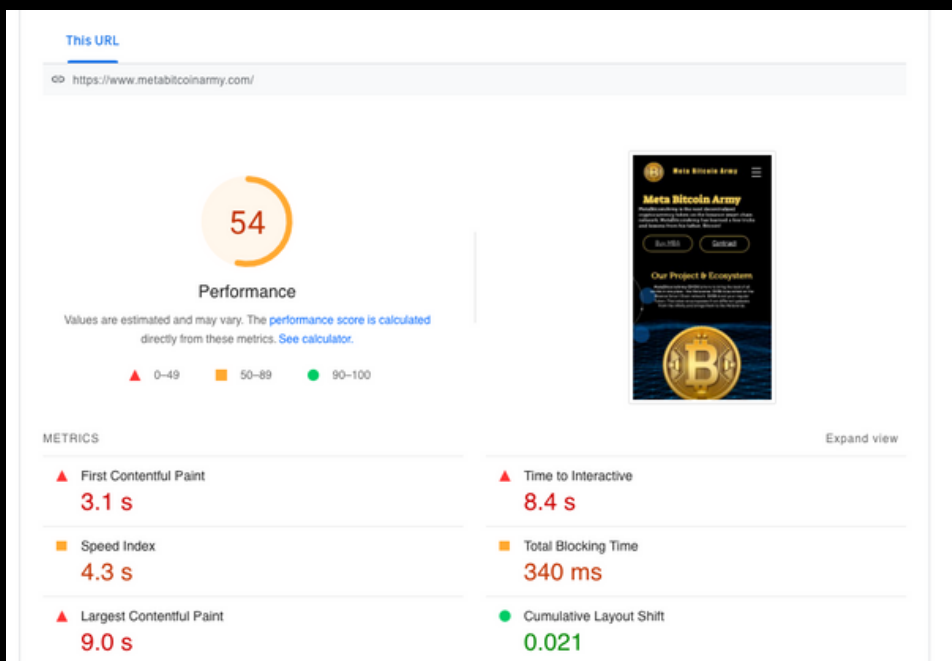 This URL
https://www.metabitcoinarmy.com/
54
Performance
Values are estimated and may vary. The performance score is calculated
directly from these metrics. See calculator.
0–49
50–89
90–100
Meta Bitcoin Army
Meta Bitcoin Army
Buy MBA
Contract
Our Project & Ecosystem
METRICS
Expand view
First Contentful Paint
3.1 s
Time to Interactive
8.4 s
Speed Index
4.3 s
Total Blocking Time
340 ms
Largest Contentful Paint
9.0 s
Cumulative Layout Shift
0.021